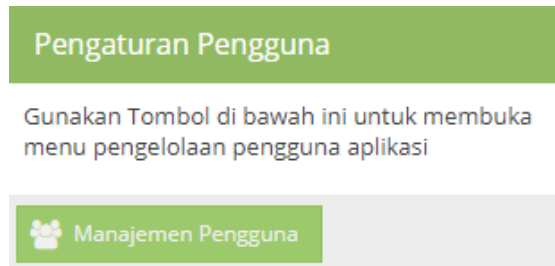 Pengaturan Pengguna
Gunakan Tombol di bawah ini untuk membuka
menu pengelolaan pengguna aplikasi
Manajemen Pengguna